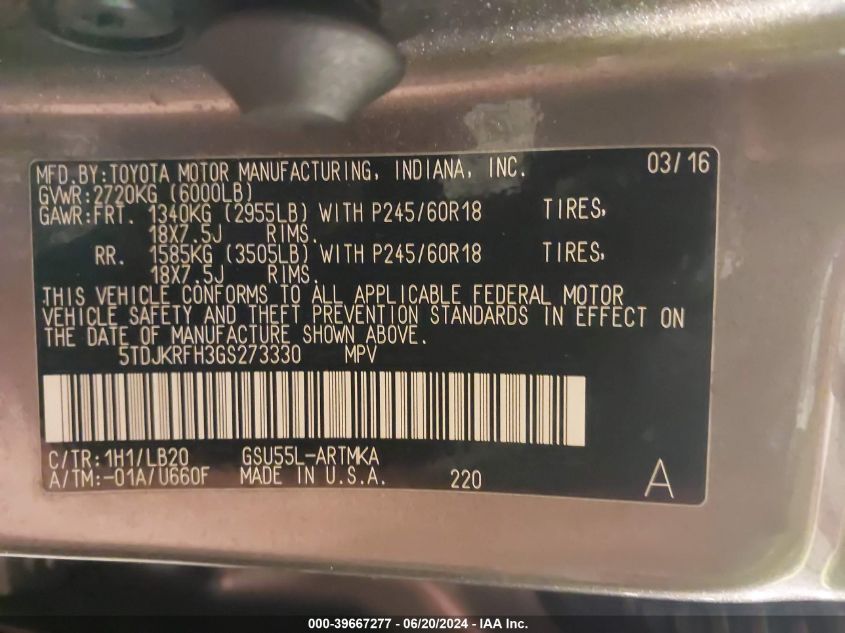 MFD.BY:TOYOTA MOTOR MANUFACTURING, INDIANA, INC. 03/16
GVWR:2720KG (6000LB)
GAWR:FRT. 1340KG (2955LB) WITH P245/60R18 TIRES,
18X7.5J RIMS.
RR. 1585KG (3505LB) WITH P245/60R18 TIRES,
18X7.5J RIMS.
THIS VEHICLE CONFORMS TO ALL APPLICABLE FEDERAL MOTOR
VEHICLE SAFETY AND THEFT PREVENTION STANDARDS IN EFFECT ON
THE DATE OF MANUFACTURE SHOWN ABOVE.
5TDJKRFH3GS273330 MPV
C/TR:1H1/LB20 GSU55L-ARTMKA
A/TM:-01A/U660F MADE IN U.S.A. 220 A
000-39667277 - 06/20/2024 - IAA Inc.